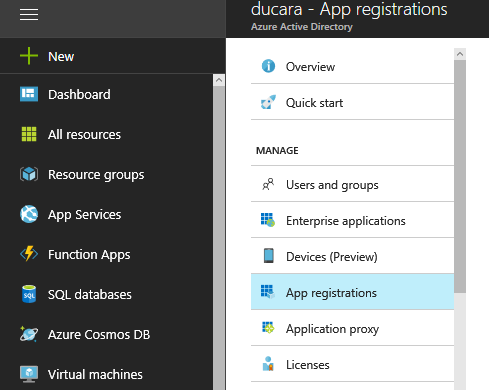 New
Dashboard
All resources
Resource groups
App Services
Function Apps
SQL databases
Azure Cosmos DB
Virtual machines
ducara - App registrations
Azure Active Directory
Overview
Quick start
MANAGE
Users and groups
Enterprise applications
Devices (Preview)
App registrations
Application proxy
Licenses